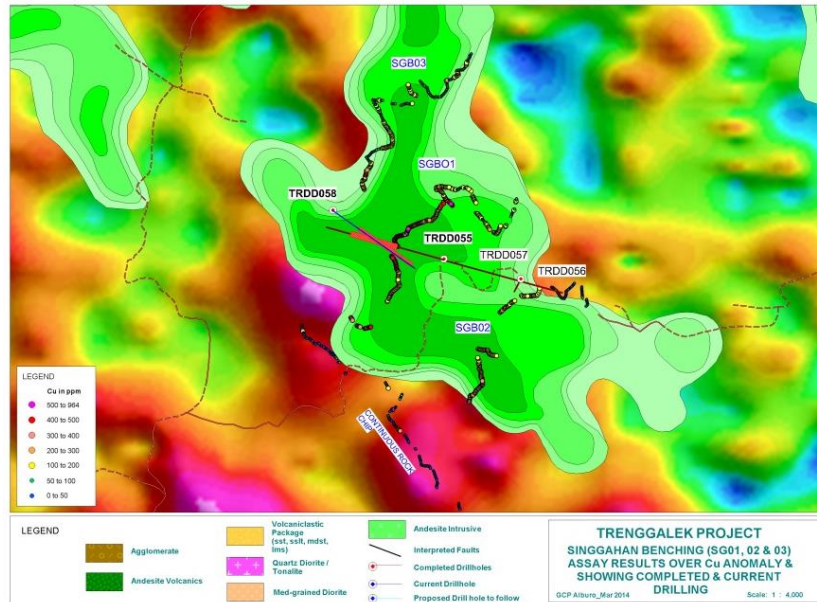 SGB03
SGBO1
TRDD058
TRDD055
TRDD057
TRDD056
SGB02
CONTINUOUS ROCK
CHIP
LEGEND
Cu in ppm
500 to 964
400 to 500
300 to 400
200 to 300
100 to 200
50 to 100
0 to 50
LEGEND
Agglomerate
Andesite Volcanics
Volcaniclastic
Package
(sst, sslt, mdst,
lms)
Quartz Diorite /
Tonalite
Med-grained Diorite
Andesite Intrusive
Interpreted Faults
Completed Drillholes
Current Drillhole
Proposed Drill hole to follow
TRENGGALEK PROJECT
SINGGAHAN BENCHING (SG01, 02 & 03)
ASSAY RESULTS OVER Cu ANOMALY &
SHOWING COMPLETED & CURRENT
DRILLING
GCP Alburo_Mar 2014 Scale: 1 : 4,000